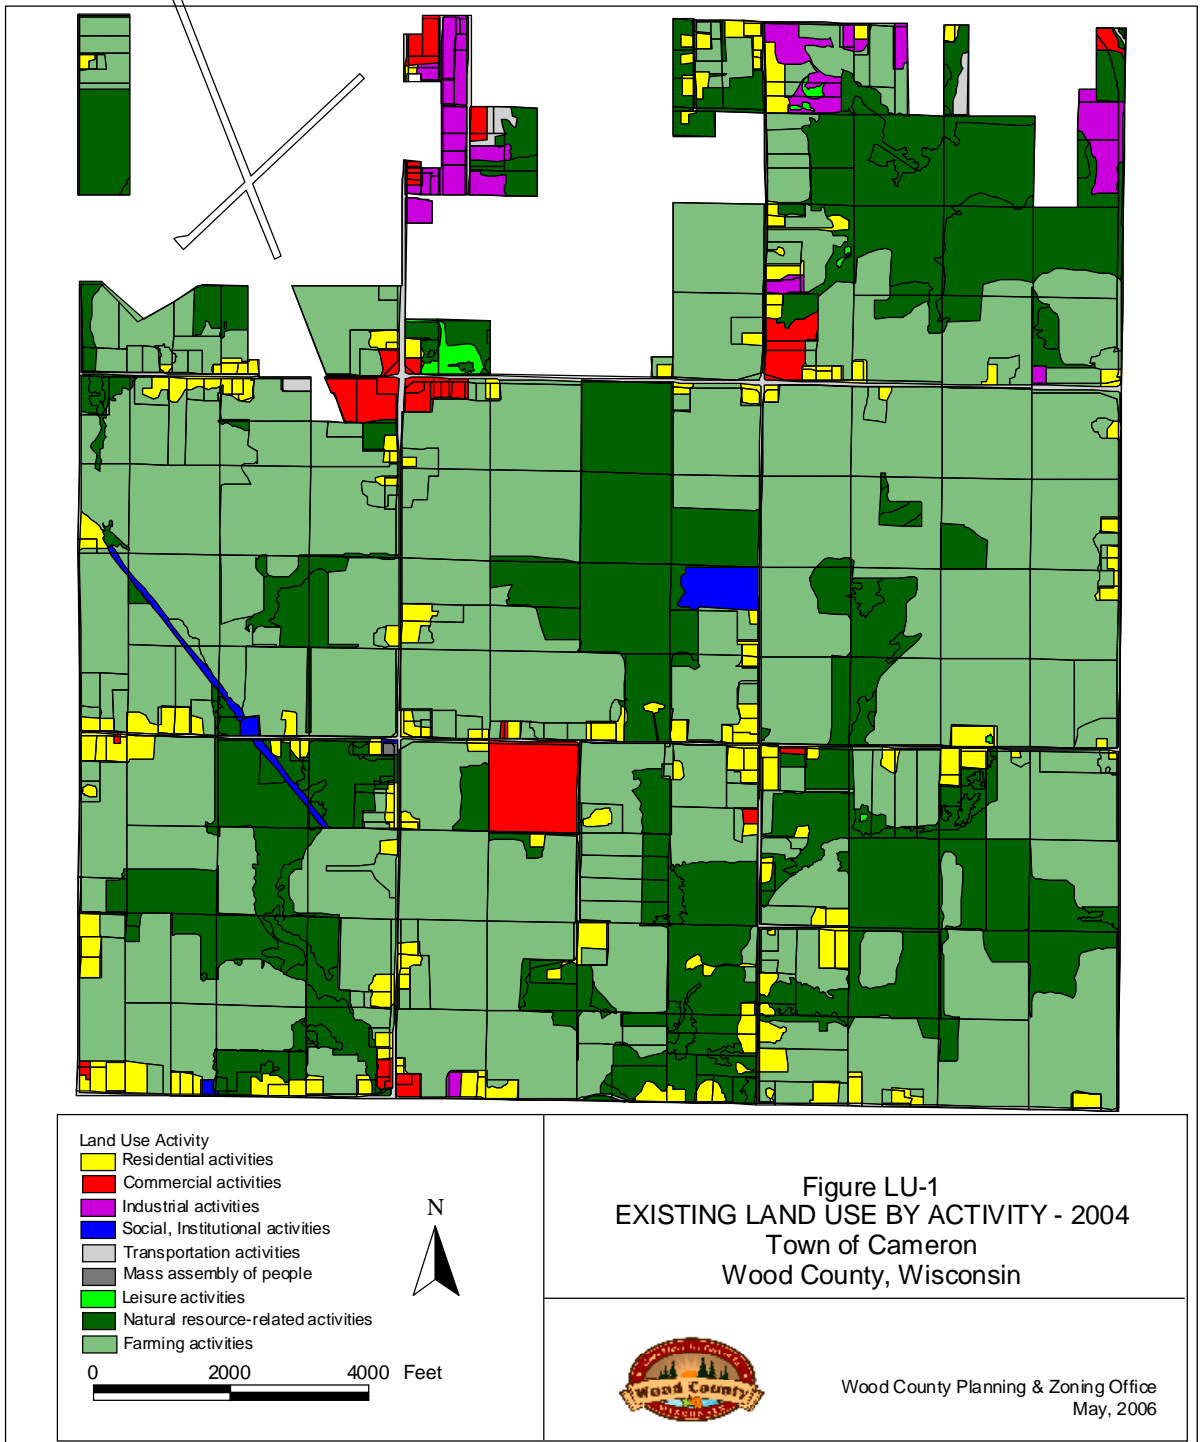 Land Use Activity
Residential activities
Commercial activities
Industrial activities
Social, Institutional activities
Transportation activities
Mass assembly of people
Leisure activities
Natural resource-related activities
Farming activities
0 2000 4000 Feet
N
Figure LU-1
EXISTING LAND USE BY ACTIVITY - 2004
Town of Cameron
Wood County, Wisconsin
Wood County
WISCONSIN
Wood County Planning & Zoning Office
May, 2006